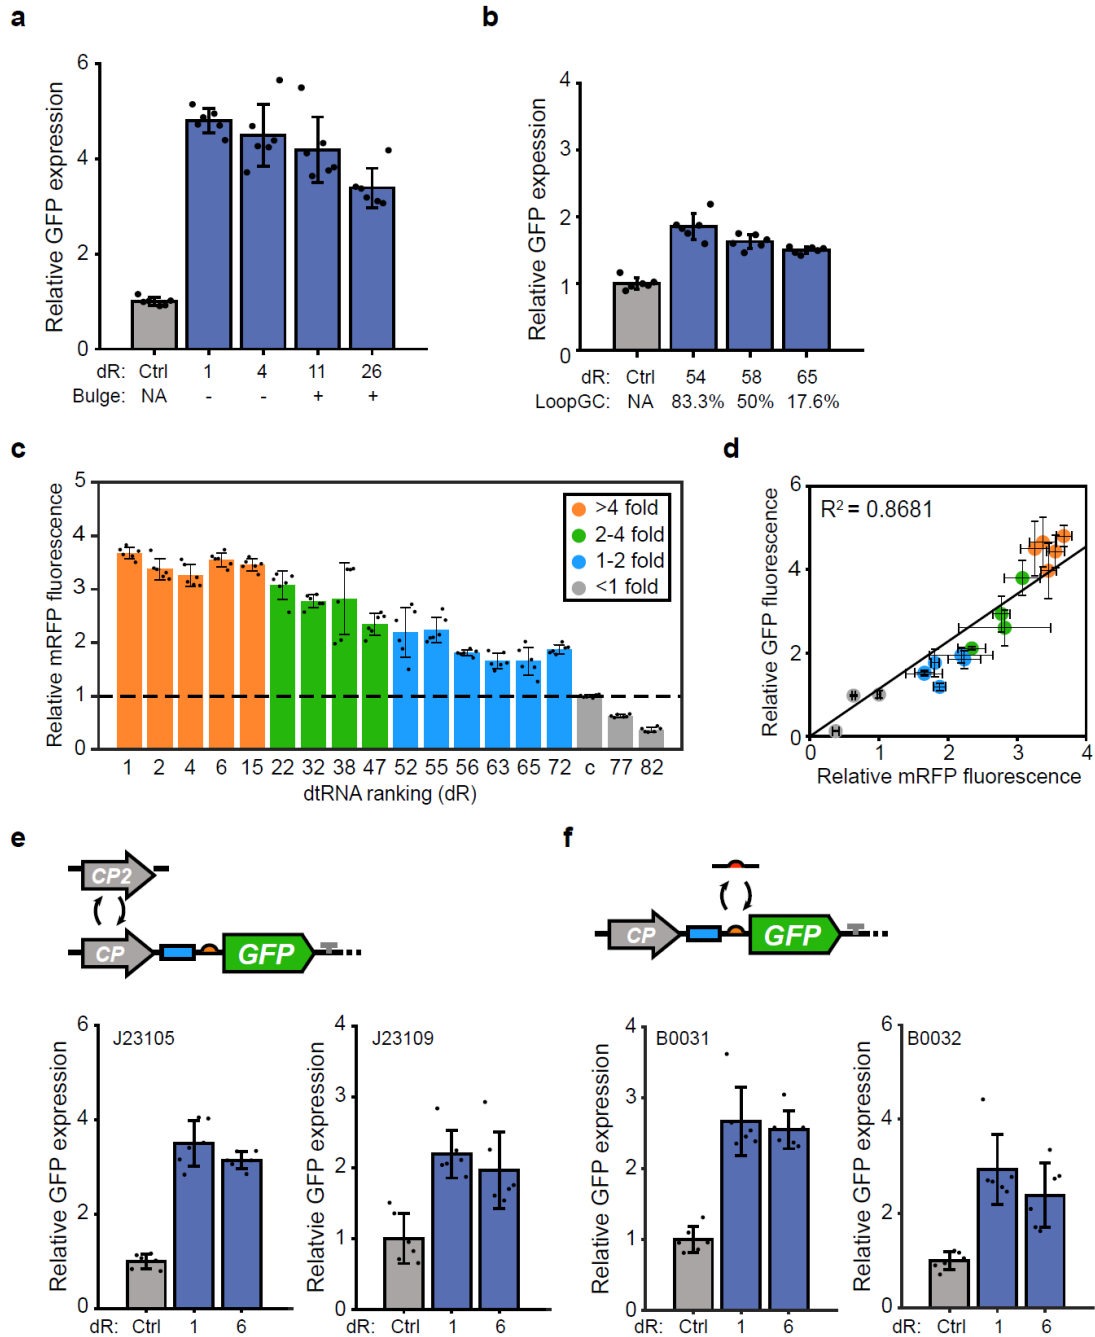 a
Relative GFP expression
6
4
2
0
dR: Ctrl 1 4 11 26
Bulge: NA - - + +
b
Relative GFP expession
4
3
2
1
0
dR: Ctrl 54 58 65
LoopGC: NA 83.3% 50% 17.6%
c
Relative mRFP fluorescence
5
4
3
2
1
0
>4 fold
2-4 fold
1-2 fold
<1 fold
1 2 4 6 15 22 32 38 47 52 55 56 63 65 72 c 77 82
dtRNA ranking (dR)
d
Relative GFP fluorescence
6
4
2
0
R² = 0.8681
0 1 2 3 4
Relative mRFP fluorescence
e
CP2
CP
GFP
Relative GFP expression
6
4
2
0
J23105
dR: Ctrl 1 6
Relatvie GFP expression
4
3
2
1
0
J23109
Ctrl 1 6
f
CP
GFP
Relative GFP expression
4
3
2
1
0
B0031
dR: Ctrl 1 6
Relative GFP expression
6
4
2
0
B0032
dR: Ctrl 1 6